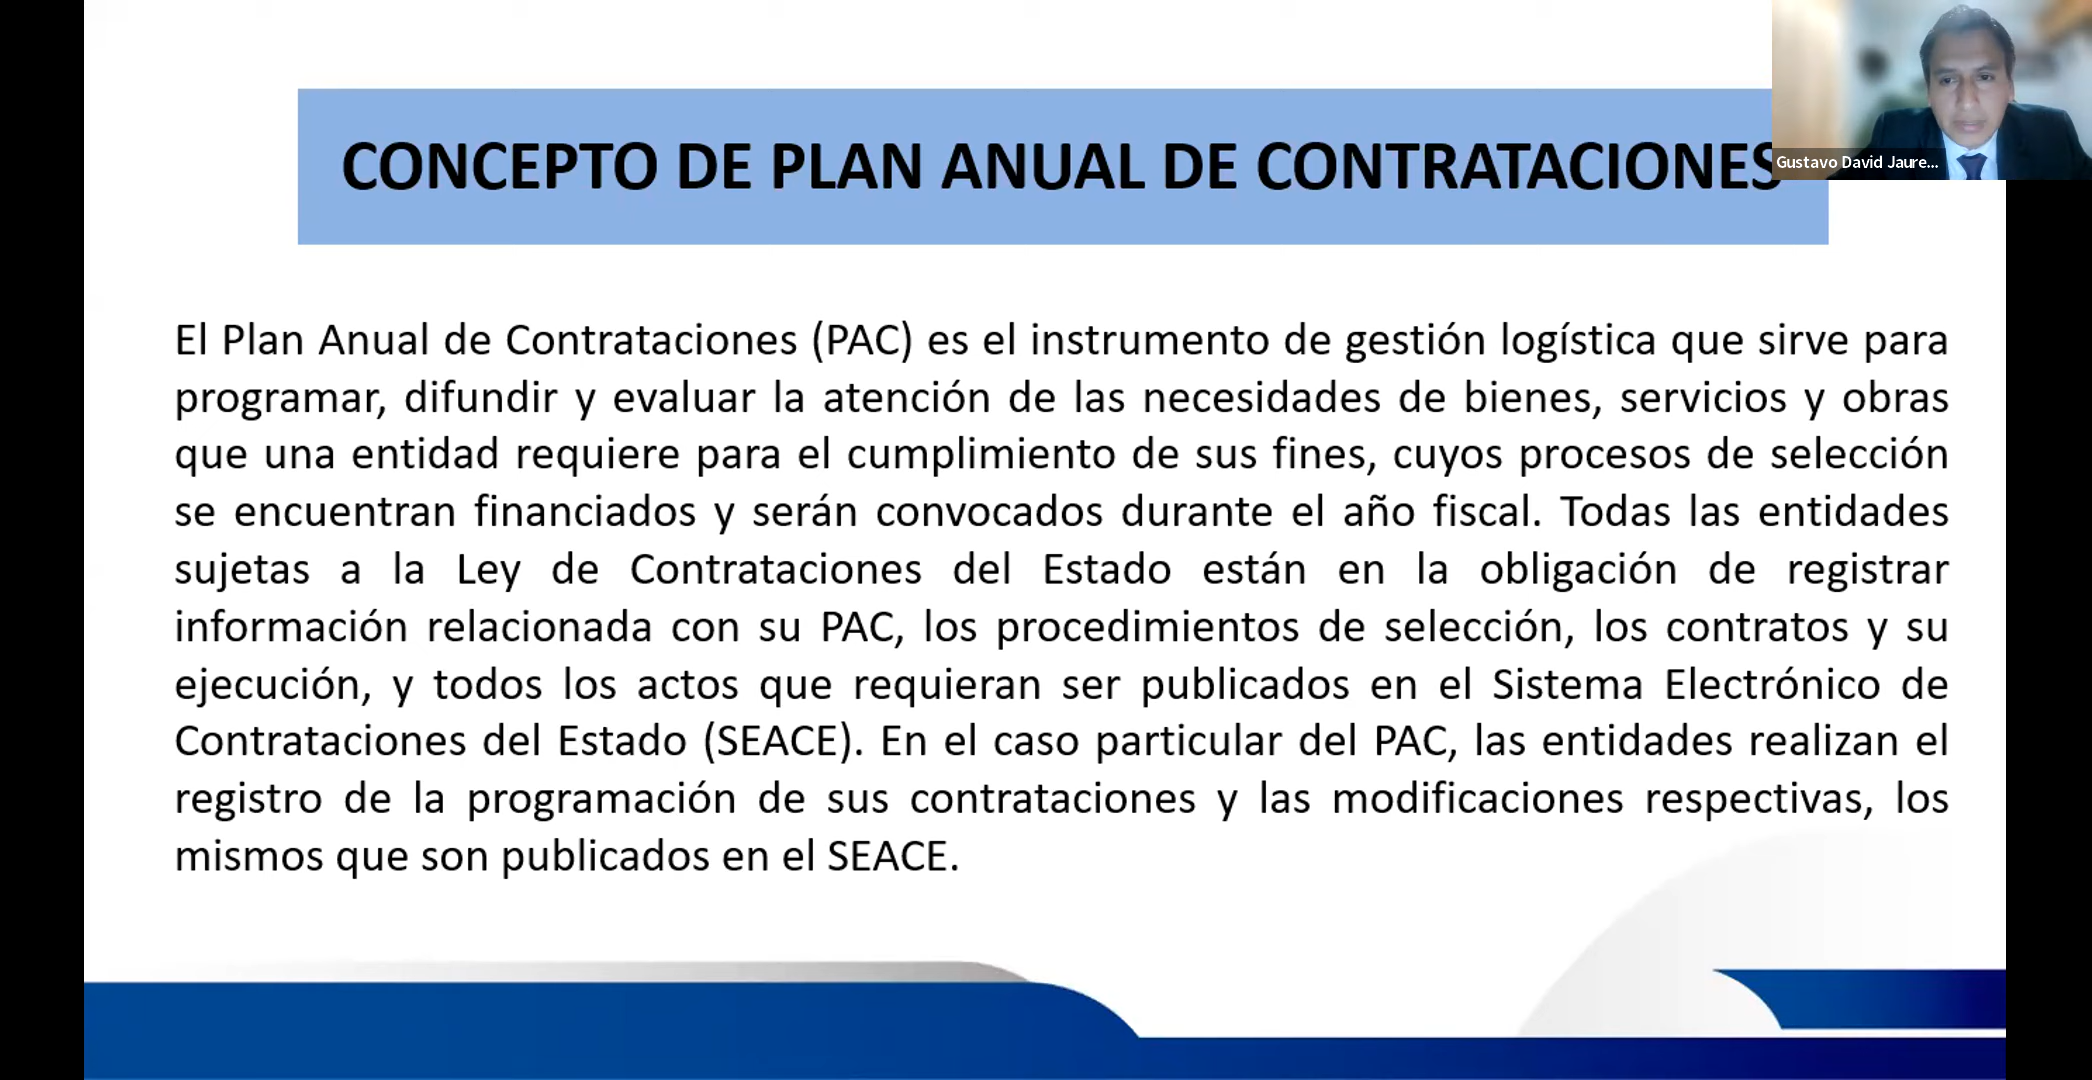 CONCEPTO DE PLAN ANUAL DE CONTRATACIONES
Gustavo David Jaure...
El Plan Anual de Contrataciones (PAC) es el instrumento de gestión logística que sirve para
programar, difundir y evaluar la atención de las necesidades de bienes, servicios y obras
que una entidad requiere para el cumplimiento de sus fines, cuyos procesos de selección
se encuentran financiados y serán convocados durante el año fiscal. Todas las entidades
sujetas a la Ley de Contrataciones del Estado están en la obligación de registrar
información relacionada con su PAC, los procedimientos de selección, los contratos y su
ejecución, y todos los actos que requieran ser publicados en el Sistema Electrónico de
Contrataciones del Estado (SEACE). En el caso particular del PAC, las entidades realizan el
registro de la programación de sus contrataciones y las modificaciones respectivas, los
mismos que son publicados en el SEACE.